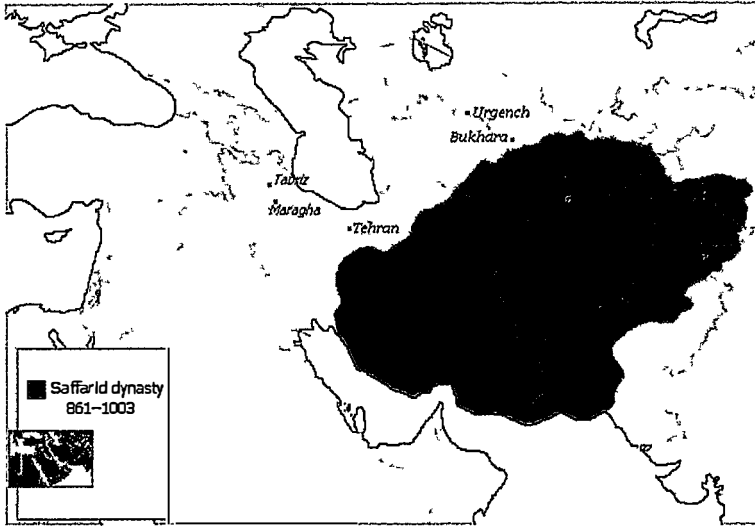 Urgench
Bukhara
Tabriz
Maragha
Tehran
Saffarid dynasty
861–1003